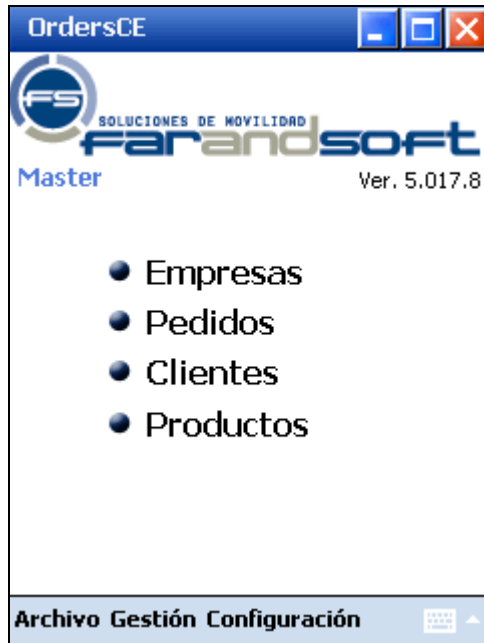 OrdersCE
FS
SOLUCIONES DE MOVILIDAD
Farandsoft
Master
Ver. 5.017.8
Empresas
Pedidos
Clientes
Productos
Archivo Gestión Configuración